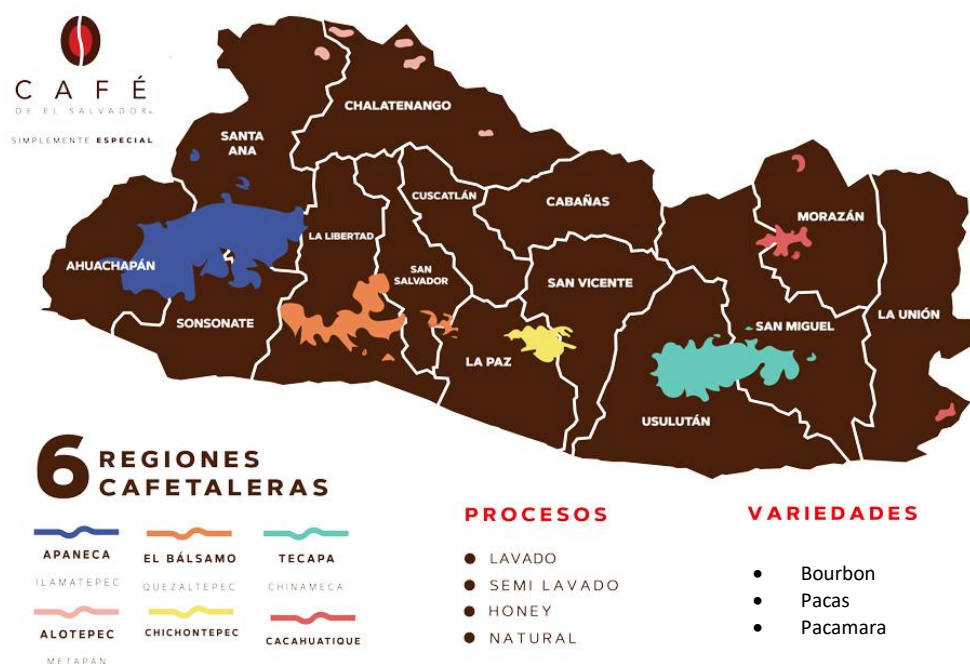 CAFÉ
DE EL SALVADOR
SIMPLEMENTE ESPECIAL
CHALATENANGO
SANTA
ANA
CUSCATLÁN
CABAÑAS
MORAZÁN
LA LIBERTAD
AHUACHAPÁN
SAN
SALVADOR
SAN VICENTE
SONSONATE
LA UNIÓN
SAN MIGUEL
LA PAZ
USULUTÁN
6 REGIONES
CAFETALERAS
APANECA
ILAMATEPEC
EL BÁLSAMO
QUEZALTEPEC
TECAPA
CHINAMECA
ALOTEPEC
METAPÁN
CHICHONTEPEC
CACAHUATIQUE
PROCESOS
● LAVADO
● SEMI LAVADO
● HONEY
● NATURAL
VARIEDADES
• Bourbon
• Pacas
• Pacamara